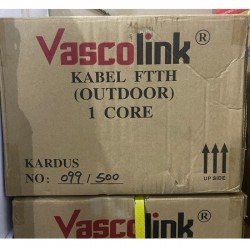 Vascolink®
KABEL FTTH
(OUTDOOR)
1 CORE
KARDUS
NO: 099/500
UP SIDE
Vascolink®